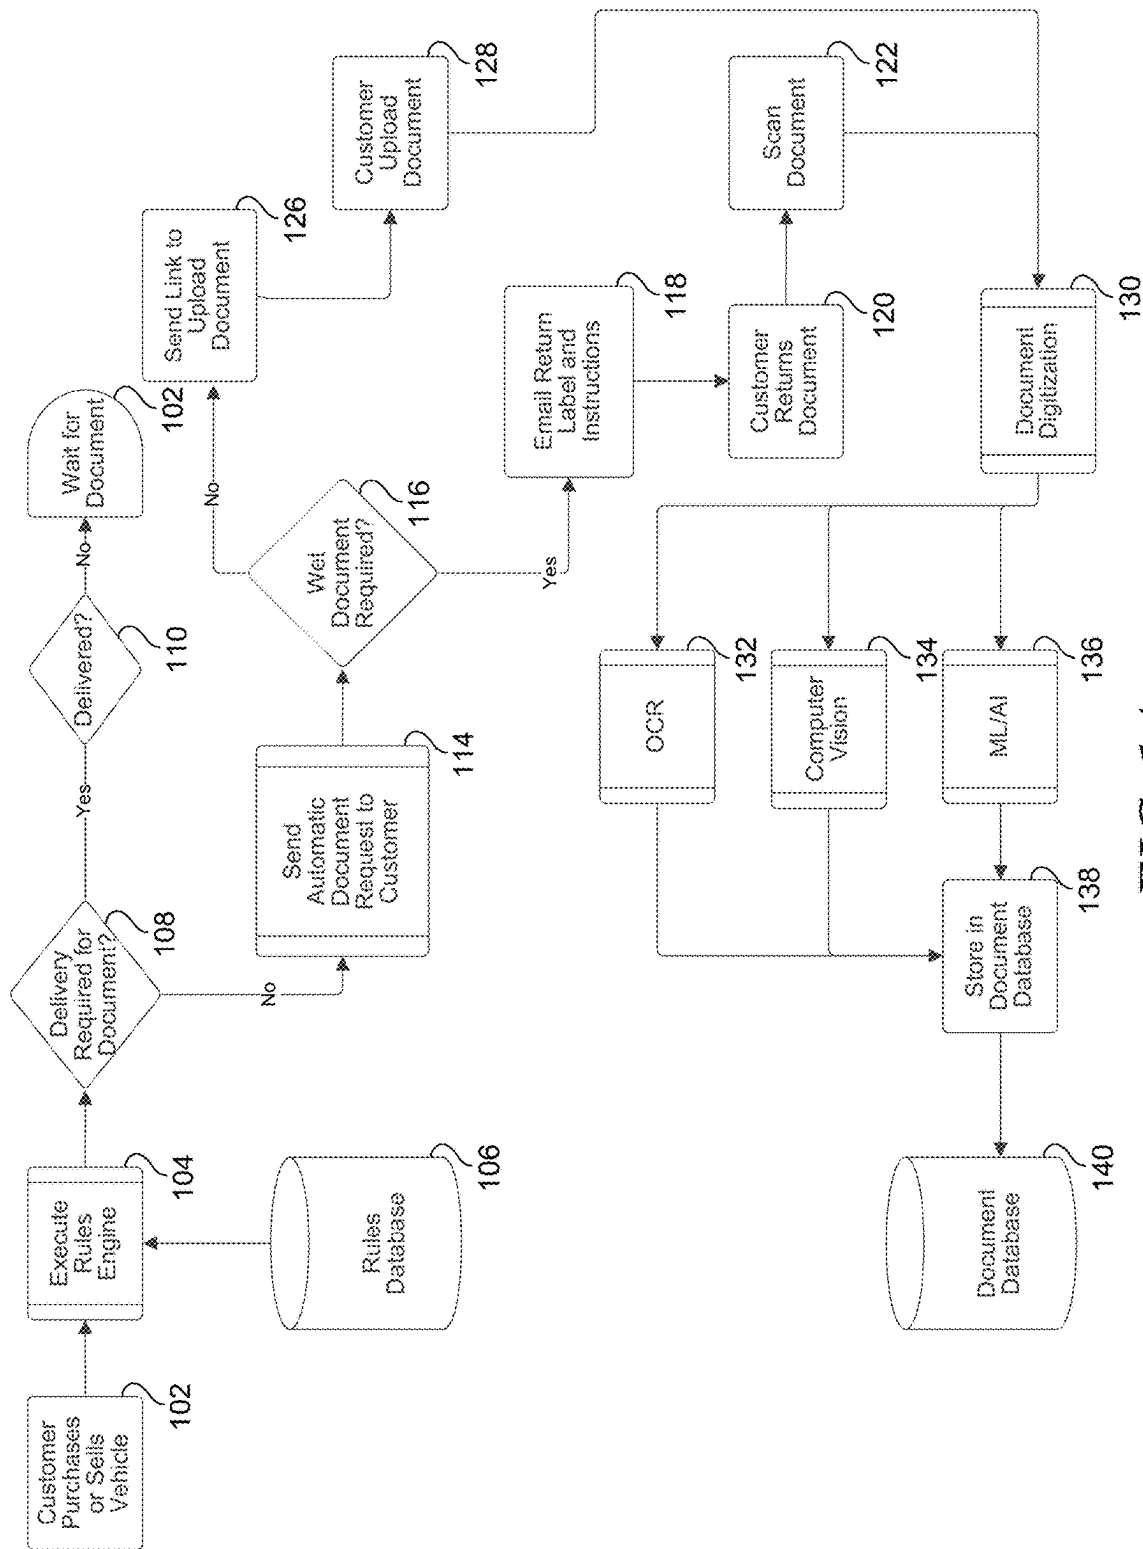 Customer
Purchases
or Sells
Vehicle
102
Execute
Rules
Engine
104
Rules
Database
106
Delivery
Required for
Document?
108
Yes
No
Delivered?
110
No
Wait for
Document
102
Send
Automatic
Document
Request to
Customer
114
Wet
Document
Required?
116
No
Yes
Send Link to
Upload
Document
126
Customer
Upload
Document
128
Email Return
Label and
Instructions
118
Customer
Returns
Document
120
Scan
Document
122
Document
Digitization
130
OCR
132
Computer
Vision
134
ML/AI
136
Store in
Document
Database
138
Document
Database
140